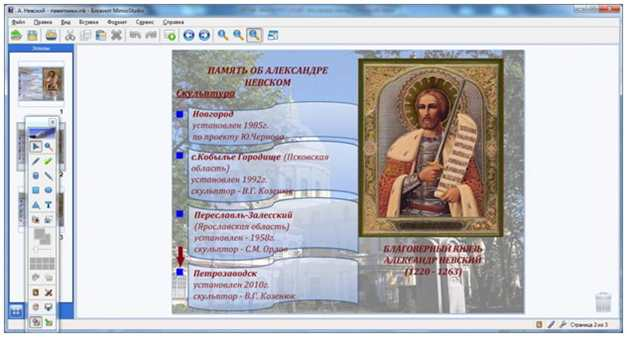 А.Невский - памятники.ink - Блокнот MimioStudio
Файл Правка Вид Вставка Формат Сервис Справка
Эскизы
1
3
ПАМЯТЬ ОБ АЛЕКСАНДРЕ
НЕВСКОМ
Скульптура
Новгород
установлен 1985г.
по проекту Ю.Чернова
с.Кобылье Городище (Псковская
область)
установлен 1992г.
скульптор - В.Г. Козенюк
Переславль-Залесский
(Ярославская область)
установлен - 1958г.
скульптор - С.М. Орлов
Петрозаводск
установлен 2010г.
скульптор - В.Г. Козенюк
БЛАГОВЕРНЫЙ КНЯЗЬ
АЛЕКСАНДР НЕВСКИЙ
(1220 - 1263)
Страница 2 из 3